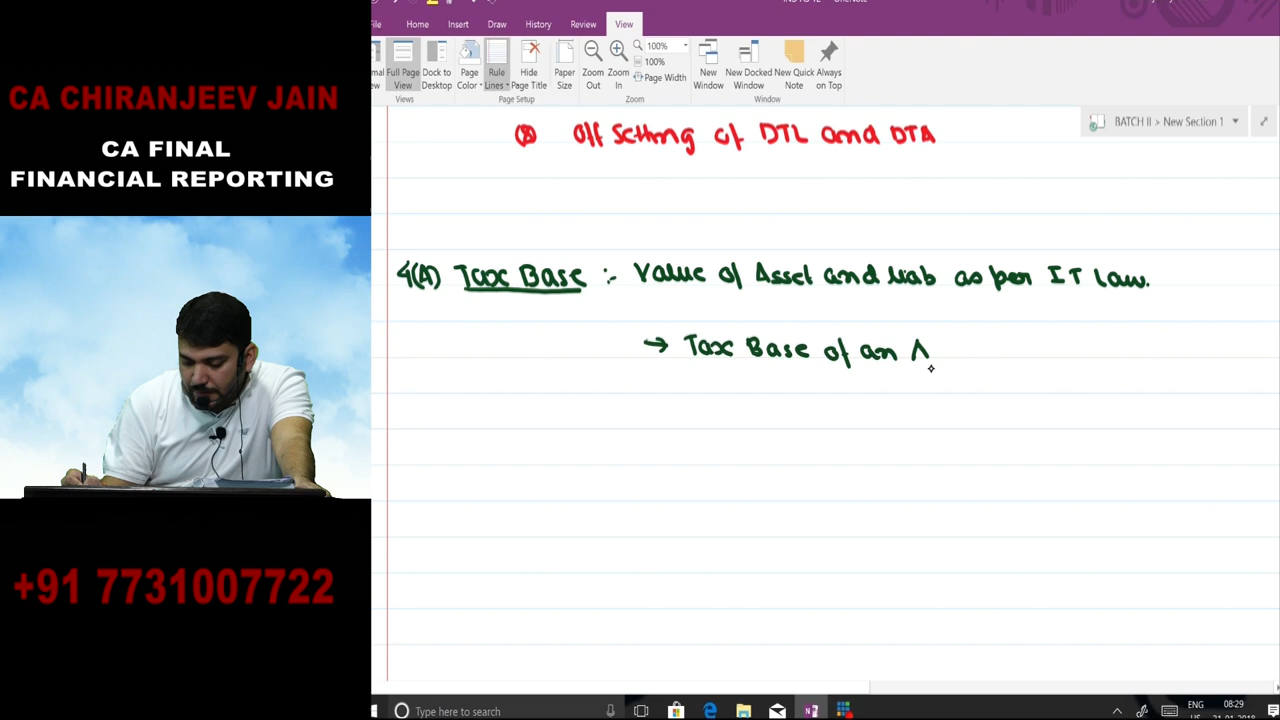 CA CHIRANJEEV JAIN
CA FINAL
FINANCIAL REPORTING
+91 7731007722
File Home Insert Draw History Review View
Full Page View
Dock to Desktop
Page Color
Rule Lines
Hide Page Title
Paper Size
Zoom Out
Zoom In
100%
100%
Page Width
New Window
New Docked Window
New Quick Note
Always on Top
Views Page Setup Zoom Window
BATCH II > New Section 1
(B) Off Setting of DTL and DTA
4(A) Tax Base :- Value of Asset and Liab as per IT Law.
→ Tax Base of an A
Type here to search
ENG 08:29